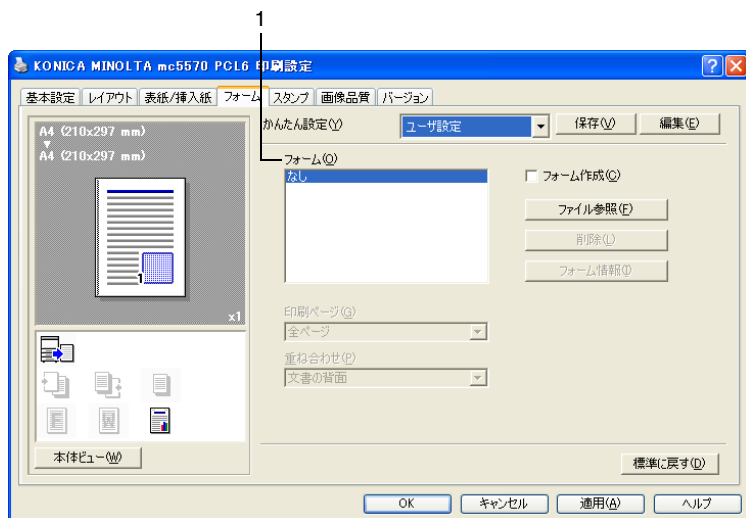 1
KONICA MINOLTA mc5570 PCL6 印刷設定
基本設定 レイアウト 表紙/挿入紙 フォーム スタンプ 画像品質 バージョン
A4 (210x297 mm)
A4 (210x297 mm)
1
x1
本体ビュー(W)
かんたん設定(Y) ユーザ設定 保存(V) 編集(E)
フォーム(O)
なし
フォーム作成(C)
ファイル参照(F)
削除(L)
フォーム情報(I)
印刷ページ(G)
全ページ
重ね合わせ(P)
文書の背面
標準に戻す(D)
OK キャンセル 適用(A) ヘルプ